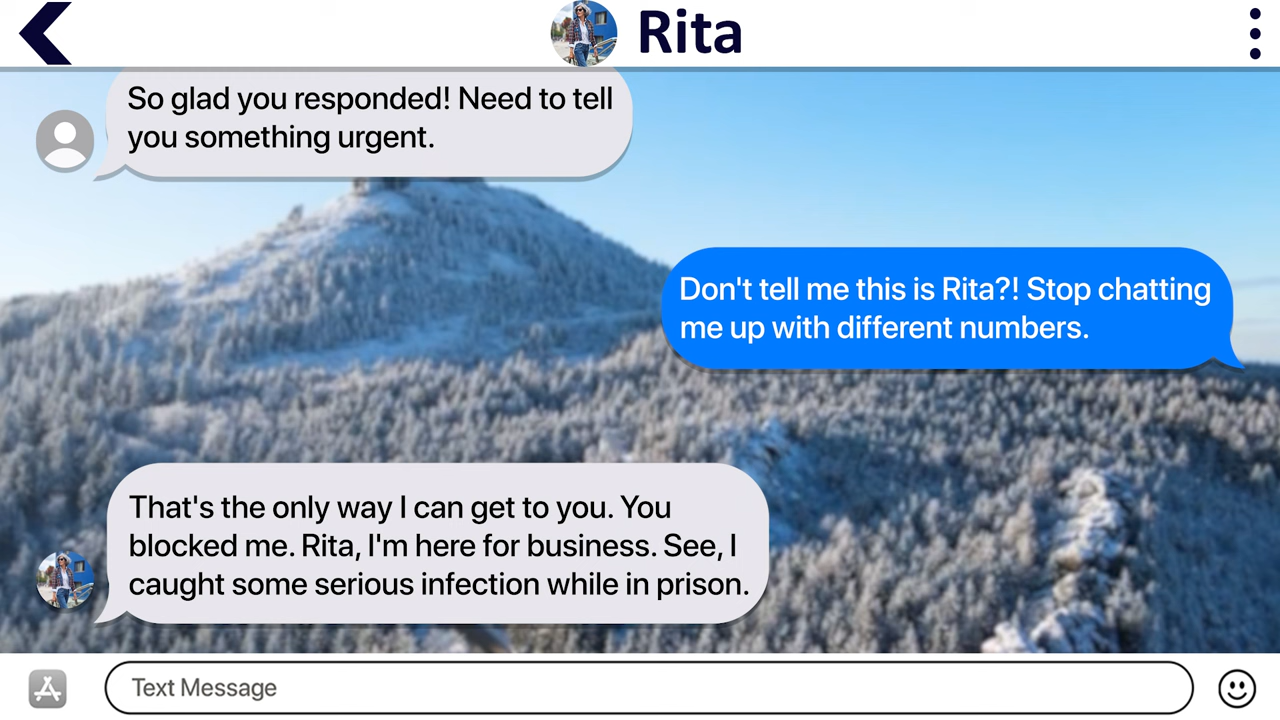 Rita
So glad you responded! Need to tell
you something urgent.
Don't tell me this is Rita?! Stop chatting
me up with different numbers.
That's the only way I can get to you. You
blocked me. Rita, I'm here for business. See, I
caught some serious infection while in prison.
Text Message